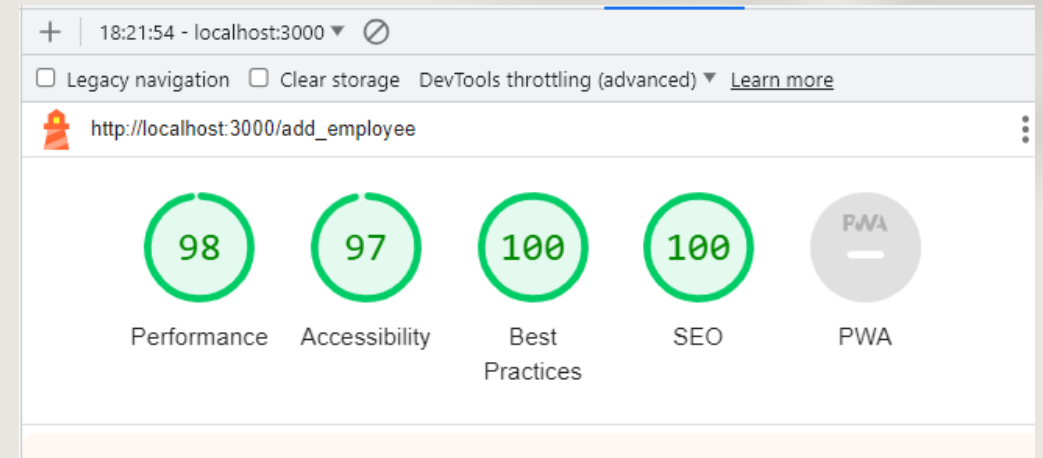 18:21:54 - localhost:3000
Legacy navigation Clear storage DevTools throttling (advanced) Learn more
http://localhost:3000/add_employee
98 97 100 100 PWA
Performance Accessibility Best Practices SEO PWA